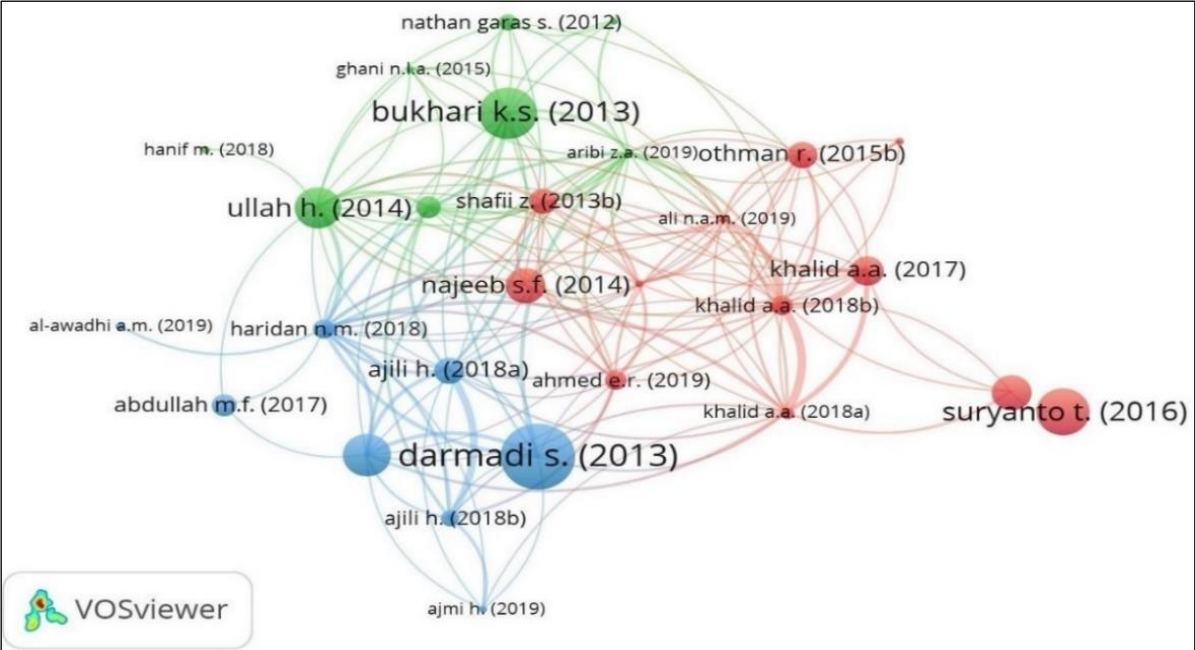 nathan garas s. (2012)
ghani n.l.a. (2015)
bukhari k.s. (2013)
hanif m. (2018)
aribi z.a. (2019)
othman r. (2015b)
ullah h. (2014)
shafii z. (2013b)
ali n.a.m. (2019)
khalid a.a. (2017)
najeeb s.f. (2014)
khalid a.a. (2018b)
al-awadhi a.m. (2019)
haridan n.m. (2018)
ajili h. (2018a)
ahmed e.r. (2019)
abdullah m.f. (2017)
khalid a.a. (2018a)
suryanto t. (2016)
darmadi s. (2013)
ajili h. (2018b)
ajmi h. (2019)
VOSviewer